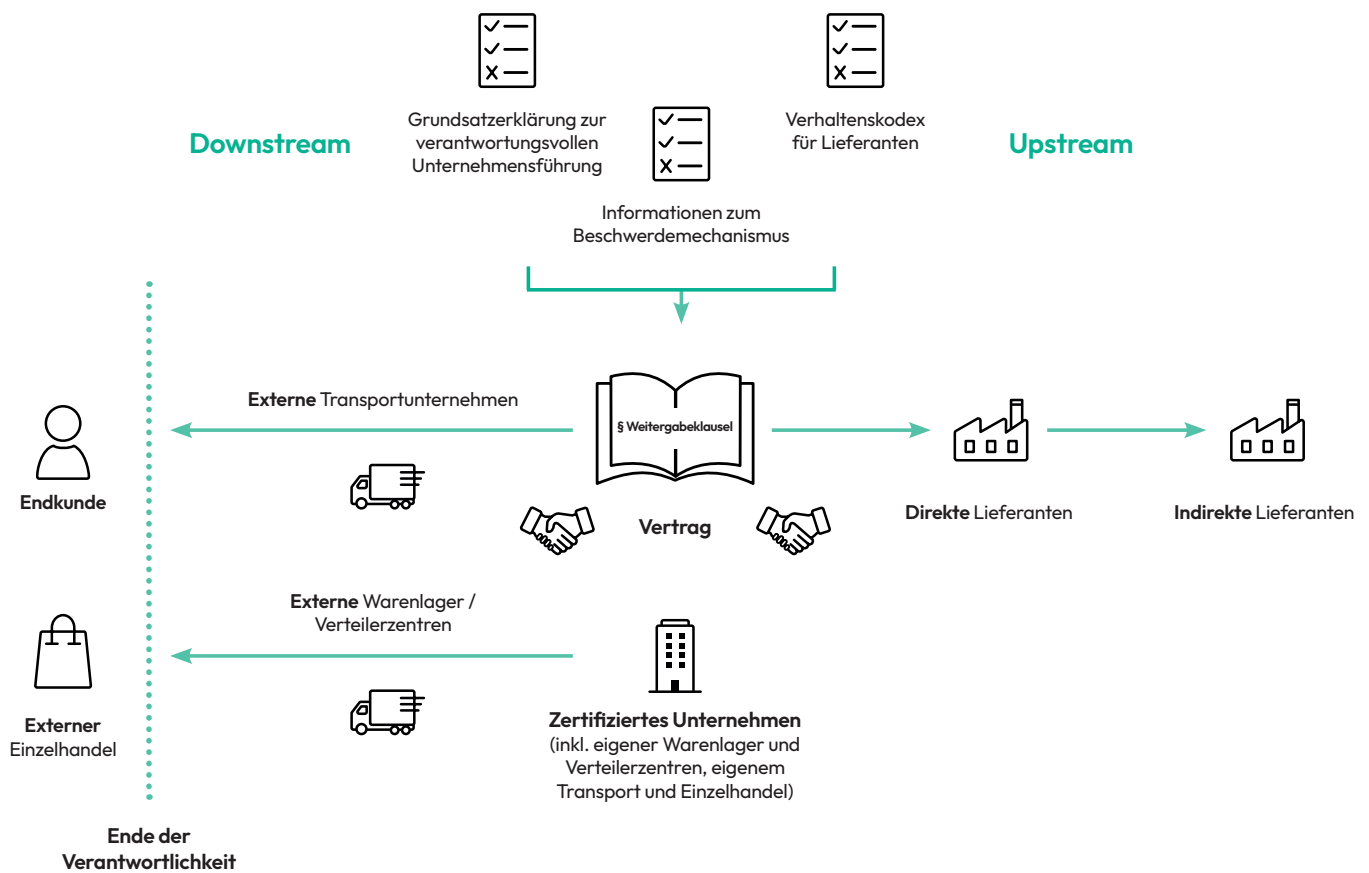 Grundsatzerklärung zur
verantwortungsvollen
Unternehmensführung
Verhaltenskodex
für Lieferanten
Downstream
Upstream
Informationen zum
Beschwerdemechanismus
Externe Transportunternehmen
§ Weitergabeklausel
Endkunde
Vertrag
Direkte Lieferanten
Indirekte Lieferanten
Externe Warenlager /
Verteilerzentren
Externer
Einzelhandel
Zertifiziertes Unternehmen
(inkl. eigener Warenlager und
Verteilerzentren, eigenem
Transport und Einzelhandel)
Ende der
Verantwortlichkeit